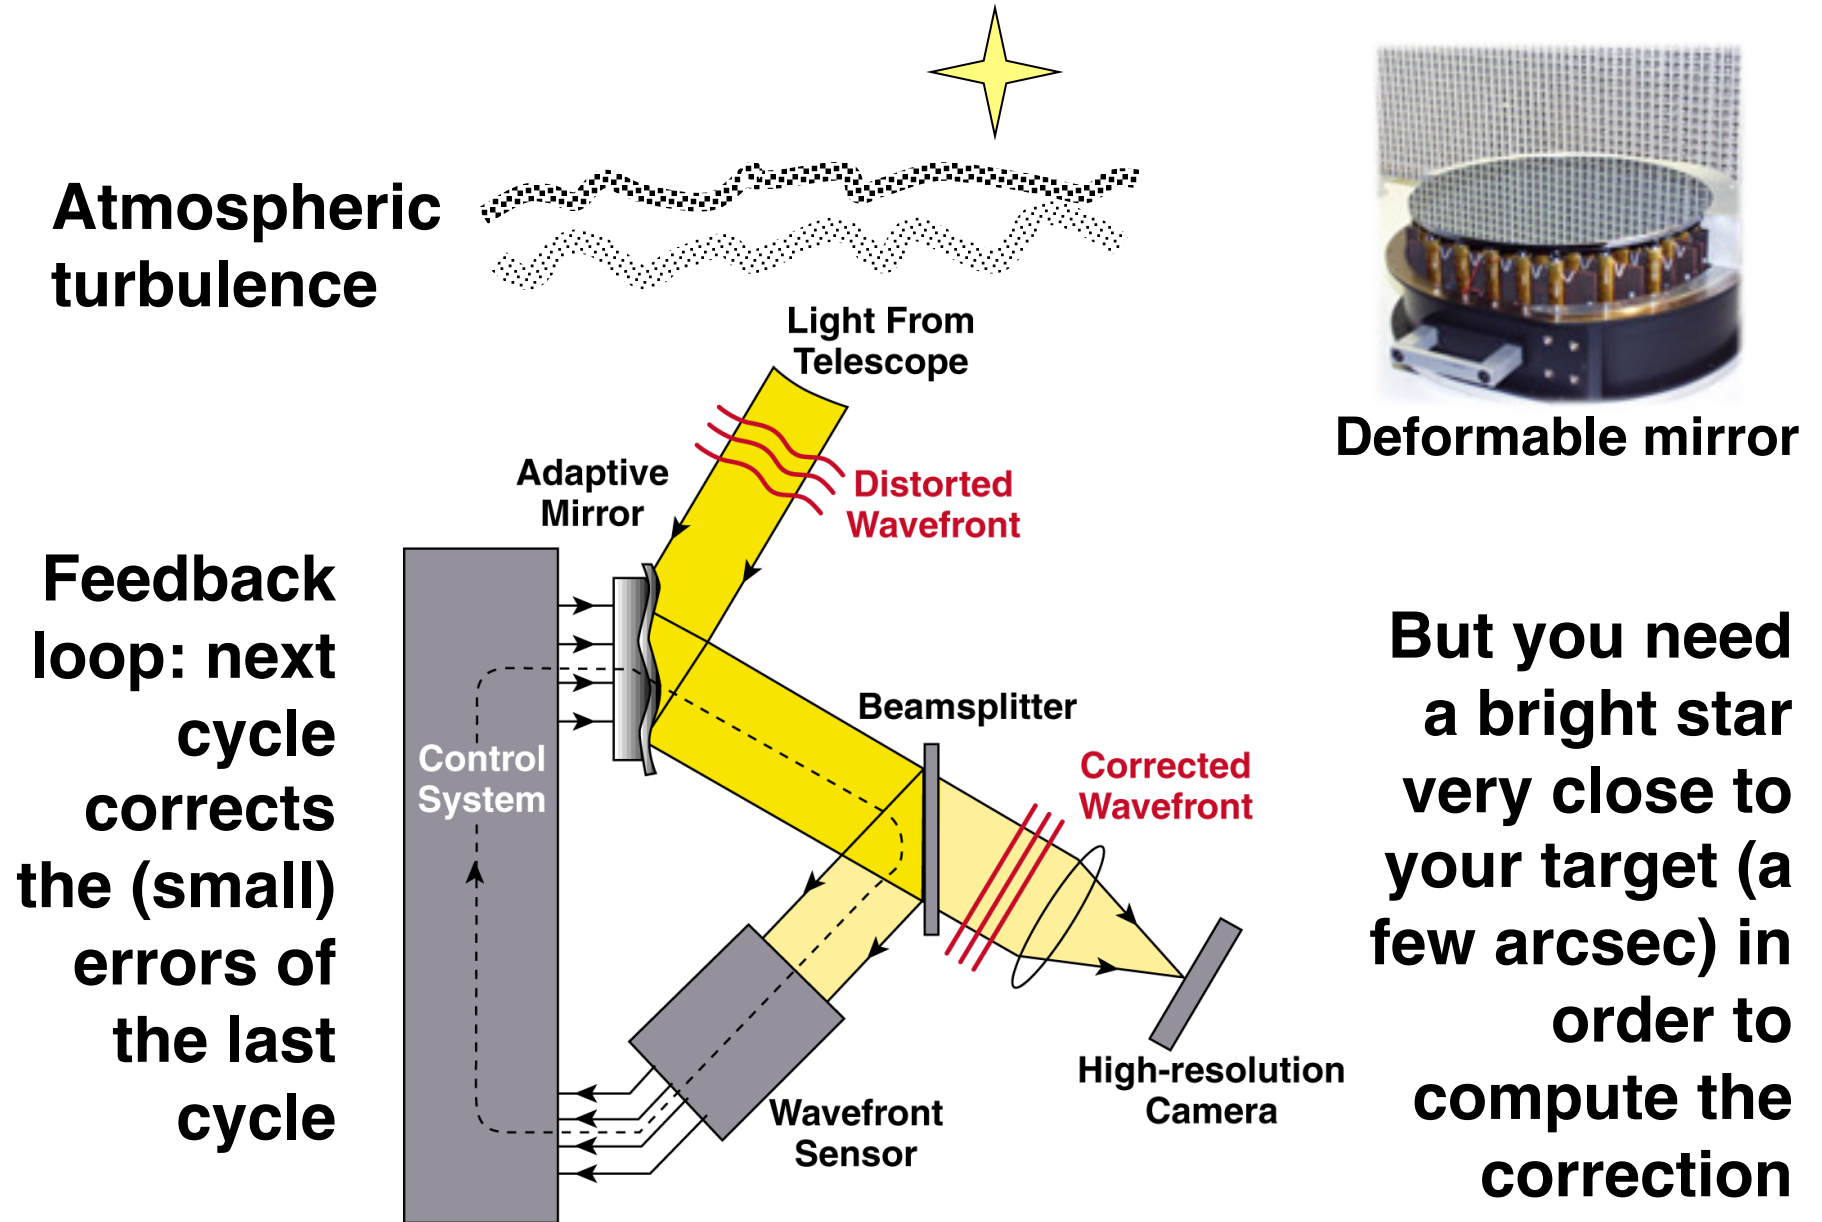 Atmospheric
turbulence
Light From
Telescope
Deformable mirror
Adaptive
Mirror
Distorted
Wavefront
Feedback
loop: next
cycle
corrects
the (small)
errors of
the last
cycle
Control
System
Beamsplitter
Corrected
Wavefront
High-resolution
Camera
Wavefront
Sensor
But you need
a bright star
very close to
your target (a
few arcsec) in
order to
compute the
correction